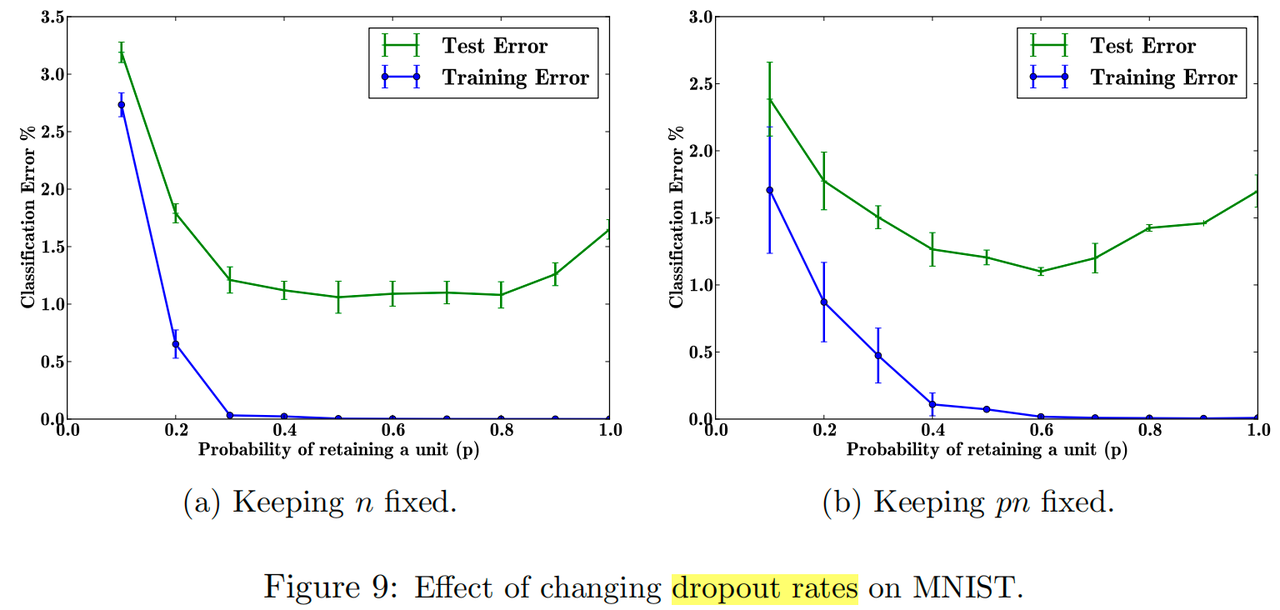 3.5
3.0
2.5
2.0
1.5
1.0
0.5
0.0
0.0 0.2 0.4 0.6 0.8 1.0
Classification Error %
Probability of retaining a unit (p)
Test Error
Training Error
(a) Keeping n fixed.
3.0
2.5
2.0
1.5
1.0
0.5
0.0
0.0 0.2 0.4 0.6 0.8 1.0
Classification Error %
Probability of retaining a unit (p)
Test Error
Training Error
(b) Keeping pn fixed.
Figure 9: Effect of changing dropout rates on MNIST.